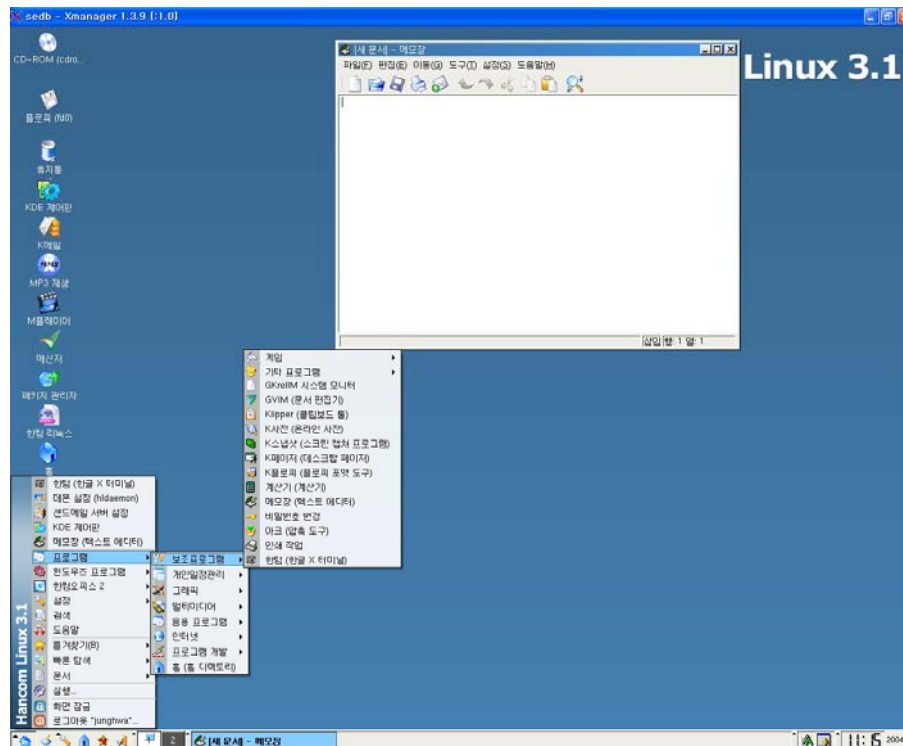 sedb - Xmanager 1.3.9 [:1.0]
CD-ROM (cdro...
플로피 (fd0)
휴지통
KDE 제어판
K메일
MP3 재생
M플레이어
메신저
패키지 관리자
한컴 리눅스
홈
Linux 3.1
[새 문서] - 메모장
파일(F) 편집(E) 이동(G) 도구(T) 설정(S) 도움말(H)
삽입 행: 1 열: 1
게임
기타 프로그램
GKrellM 시스템 모니터
GVIM (문서 편집기)
Klipper (클립보드 툴)
K사전 (온라인 사전)
K스냅샷 (스크린 캡쳐 프로그램)
K페이저 (데스크탑 페이저)
K플로피 (플로피 포맷 도구)
계산기 (계산기)
메모장 (텍스트 에디터)
비밀번호 변경
아크 (압축 도구)
인쇄 작업
한텀 (한글 X 터미널)
한텀 (한글 X 터미널)
데몬 설정 (hldaemon)
센드메일 서버 설정
KDE 제어판
메모장 (텍스트 에디터)
프로그램
윈도우즈 프로그램
한컴오피스 2
설정
검색
도움말
즐겨찾기(B)
빠른 탐색
문서
실행...
화면 잠금
로그아웃 "junghwa"...
Hancom Linux 3.1
보조프로그램
개인일정관리
그래픽
멀티미디어
응용 프로그램
인터넷
프로그램 개발
홈 (홈 디렉토리)
2
[새 문서] - 메모장
2004